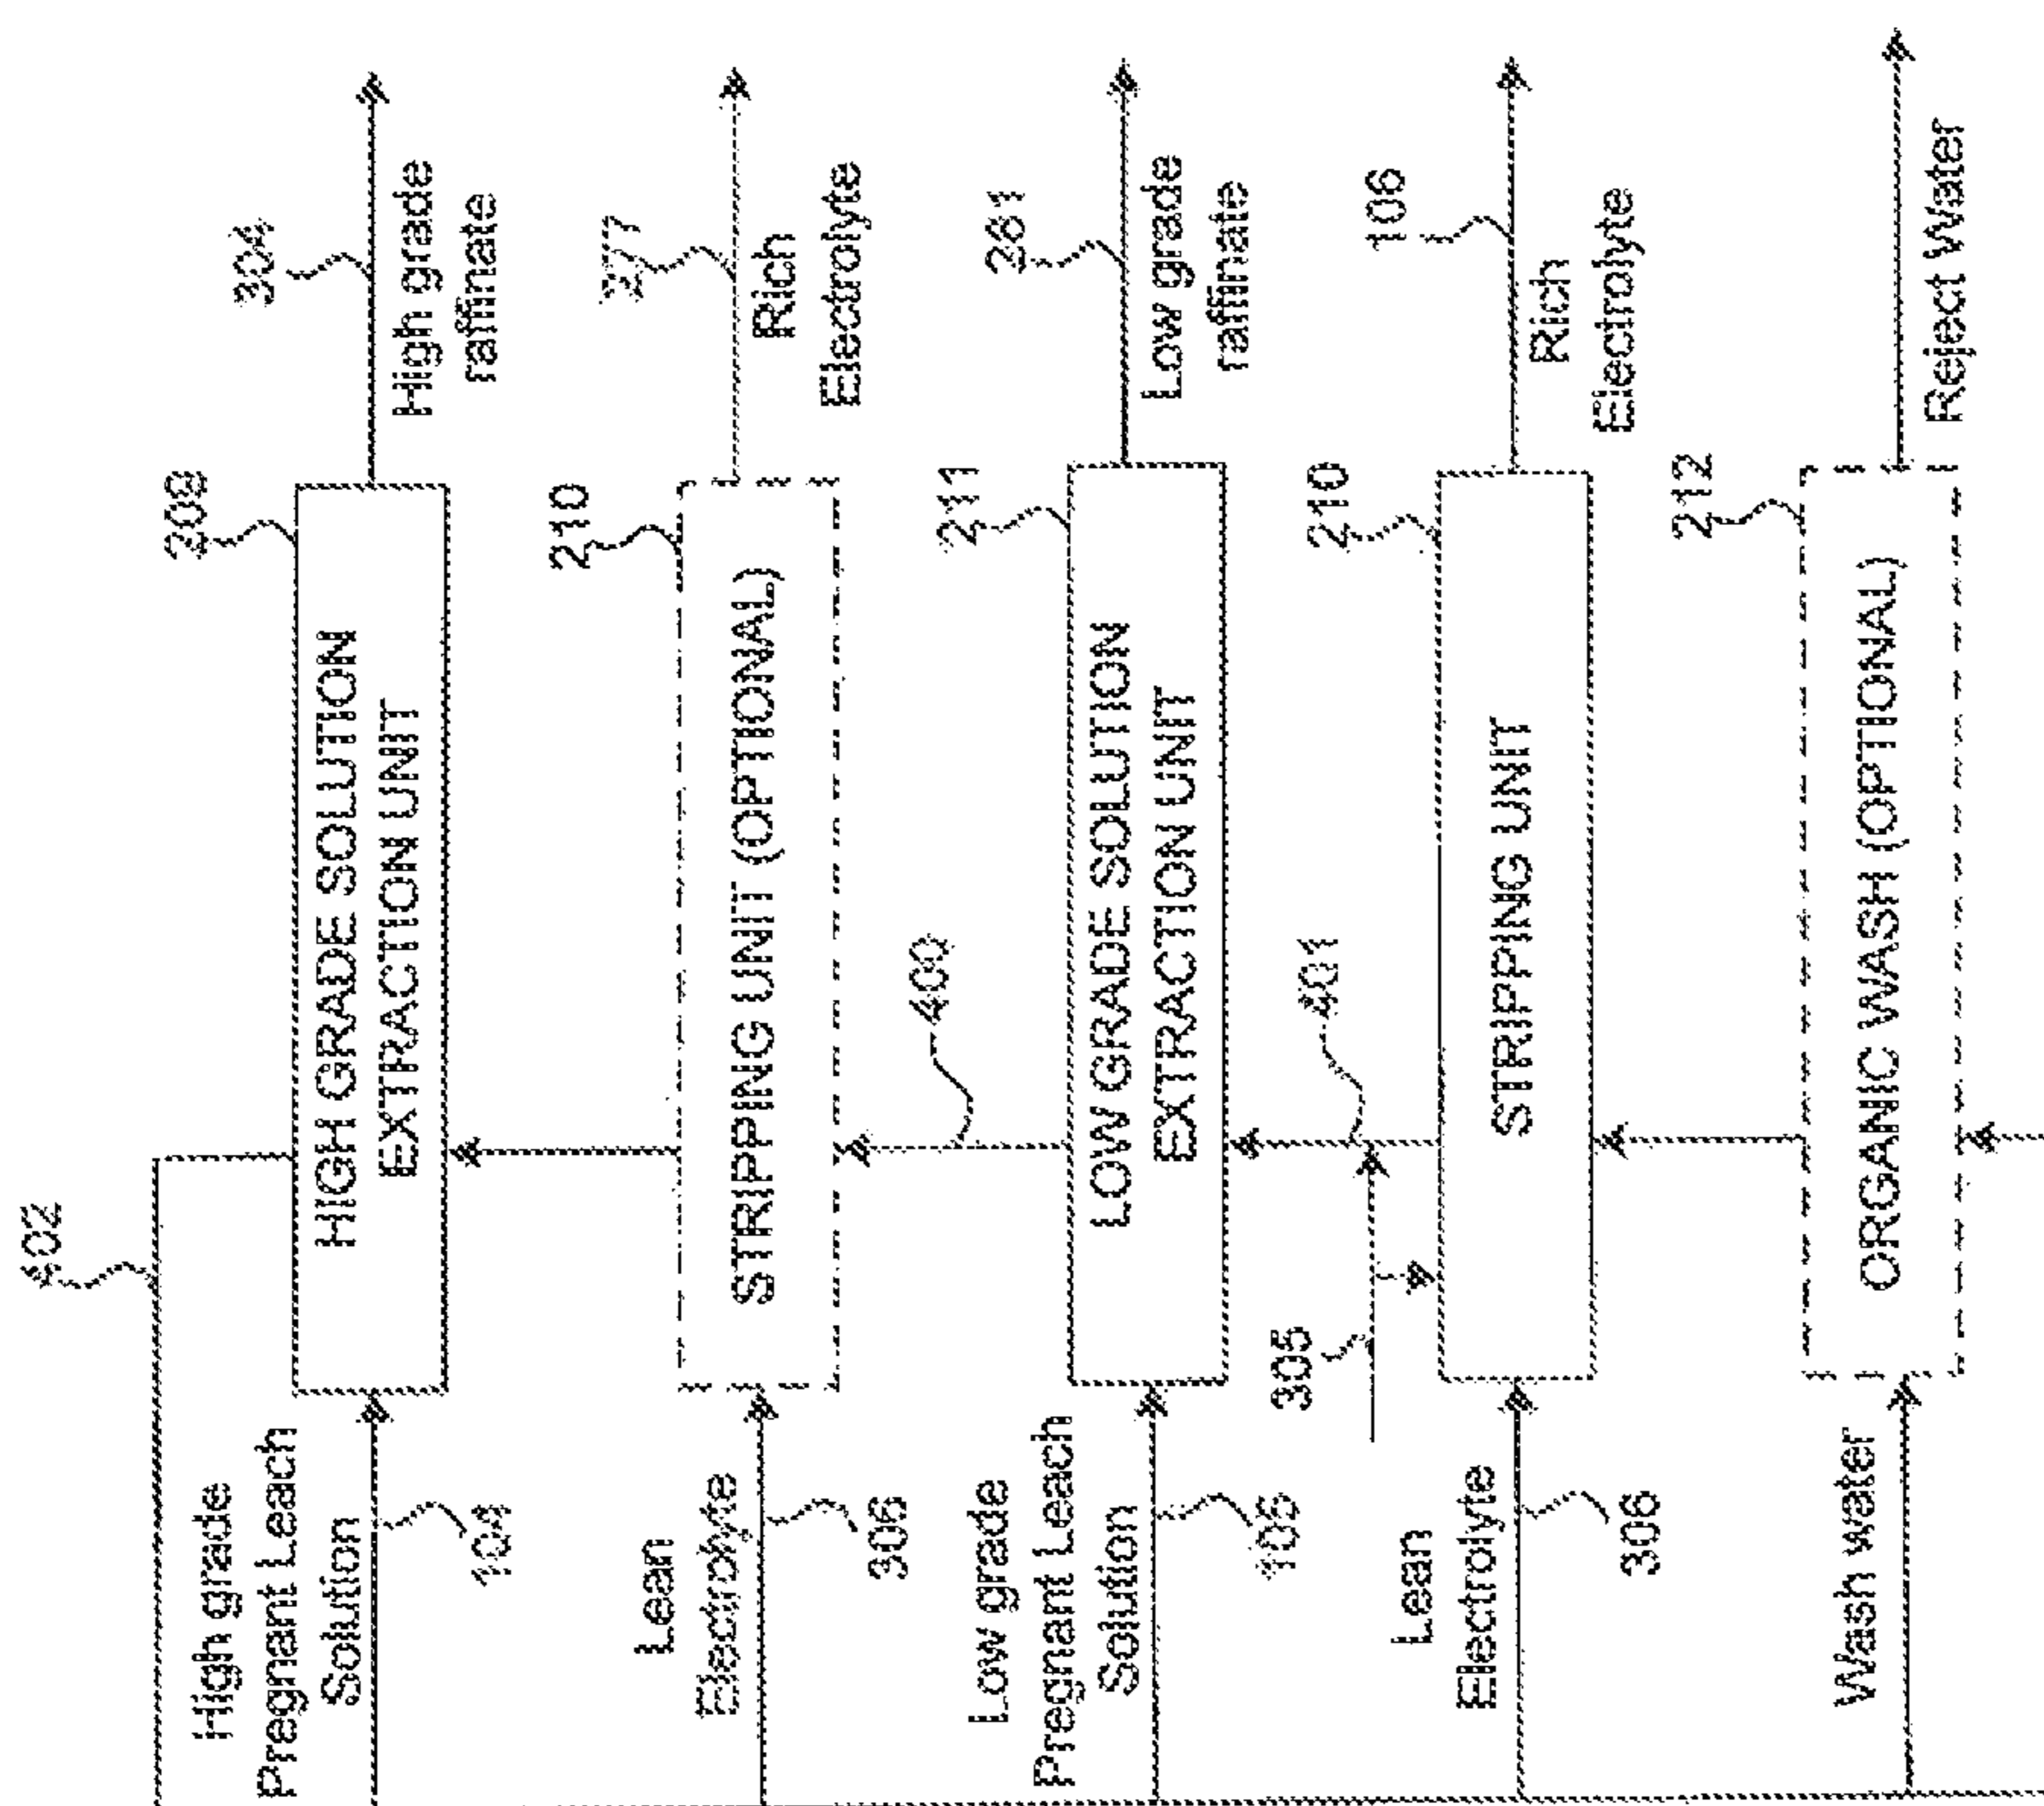 402
High grade
Pregnant Leach
Solution
104
HIGH GRADE SOLUTION
EXTRACTION UNIT
209
304
High grade
raffinate
Lean
Electrolyte
306
STRIPPING UNIT (OPTIONAL)
210
277
Rich
Electrolyte
400
Low grade
Pregnant Leach
Solution
105
LOW GRADE SOLUTION
EXTRACTION UNIT
211
261
Low grade
raffinate
305
401
Lean
Electrolyte
306
STRIPPING UNIT
210
106
Rich
Electrolyte
Wash water
ORGANIC WASH (OPTIONAL)
212
Reject Water